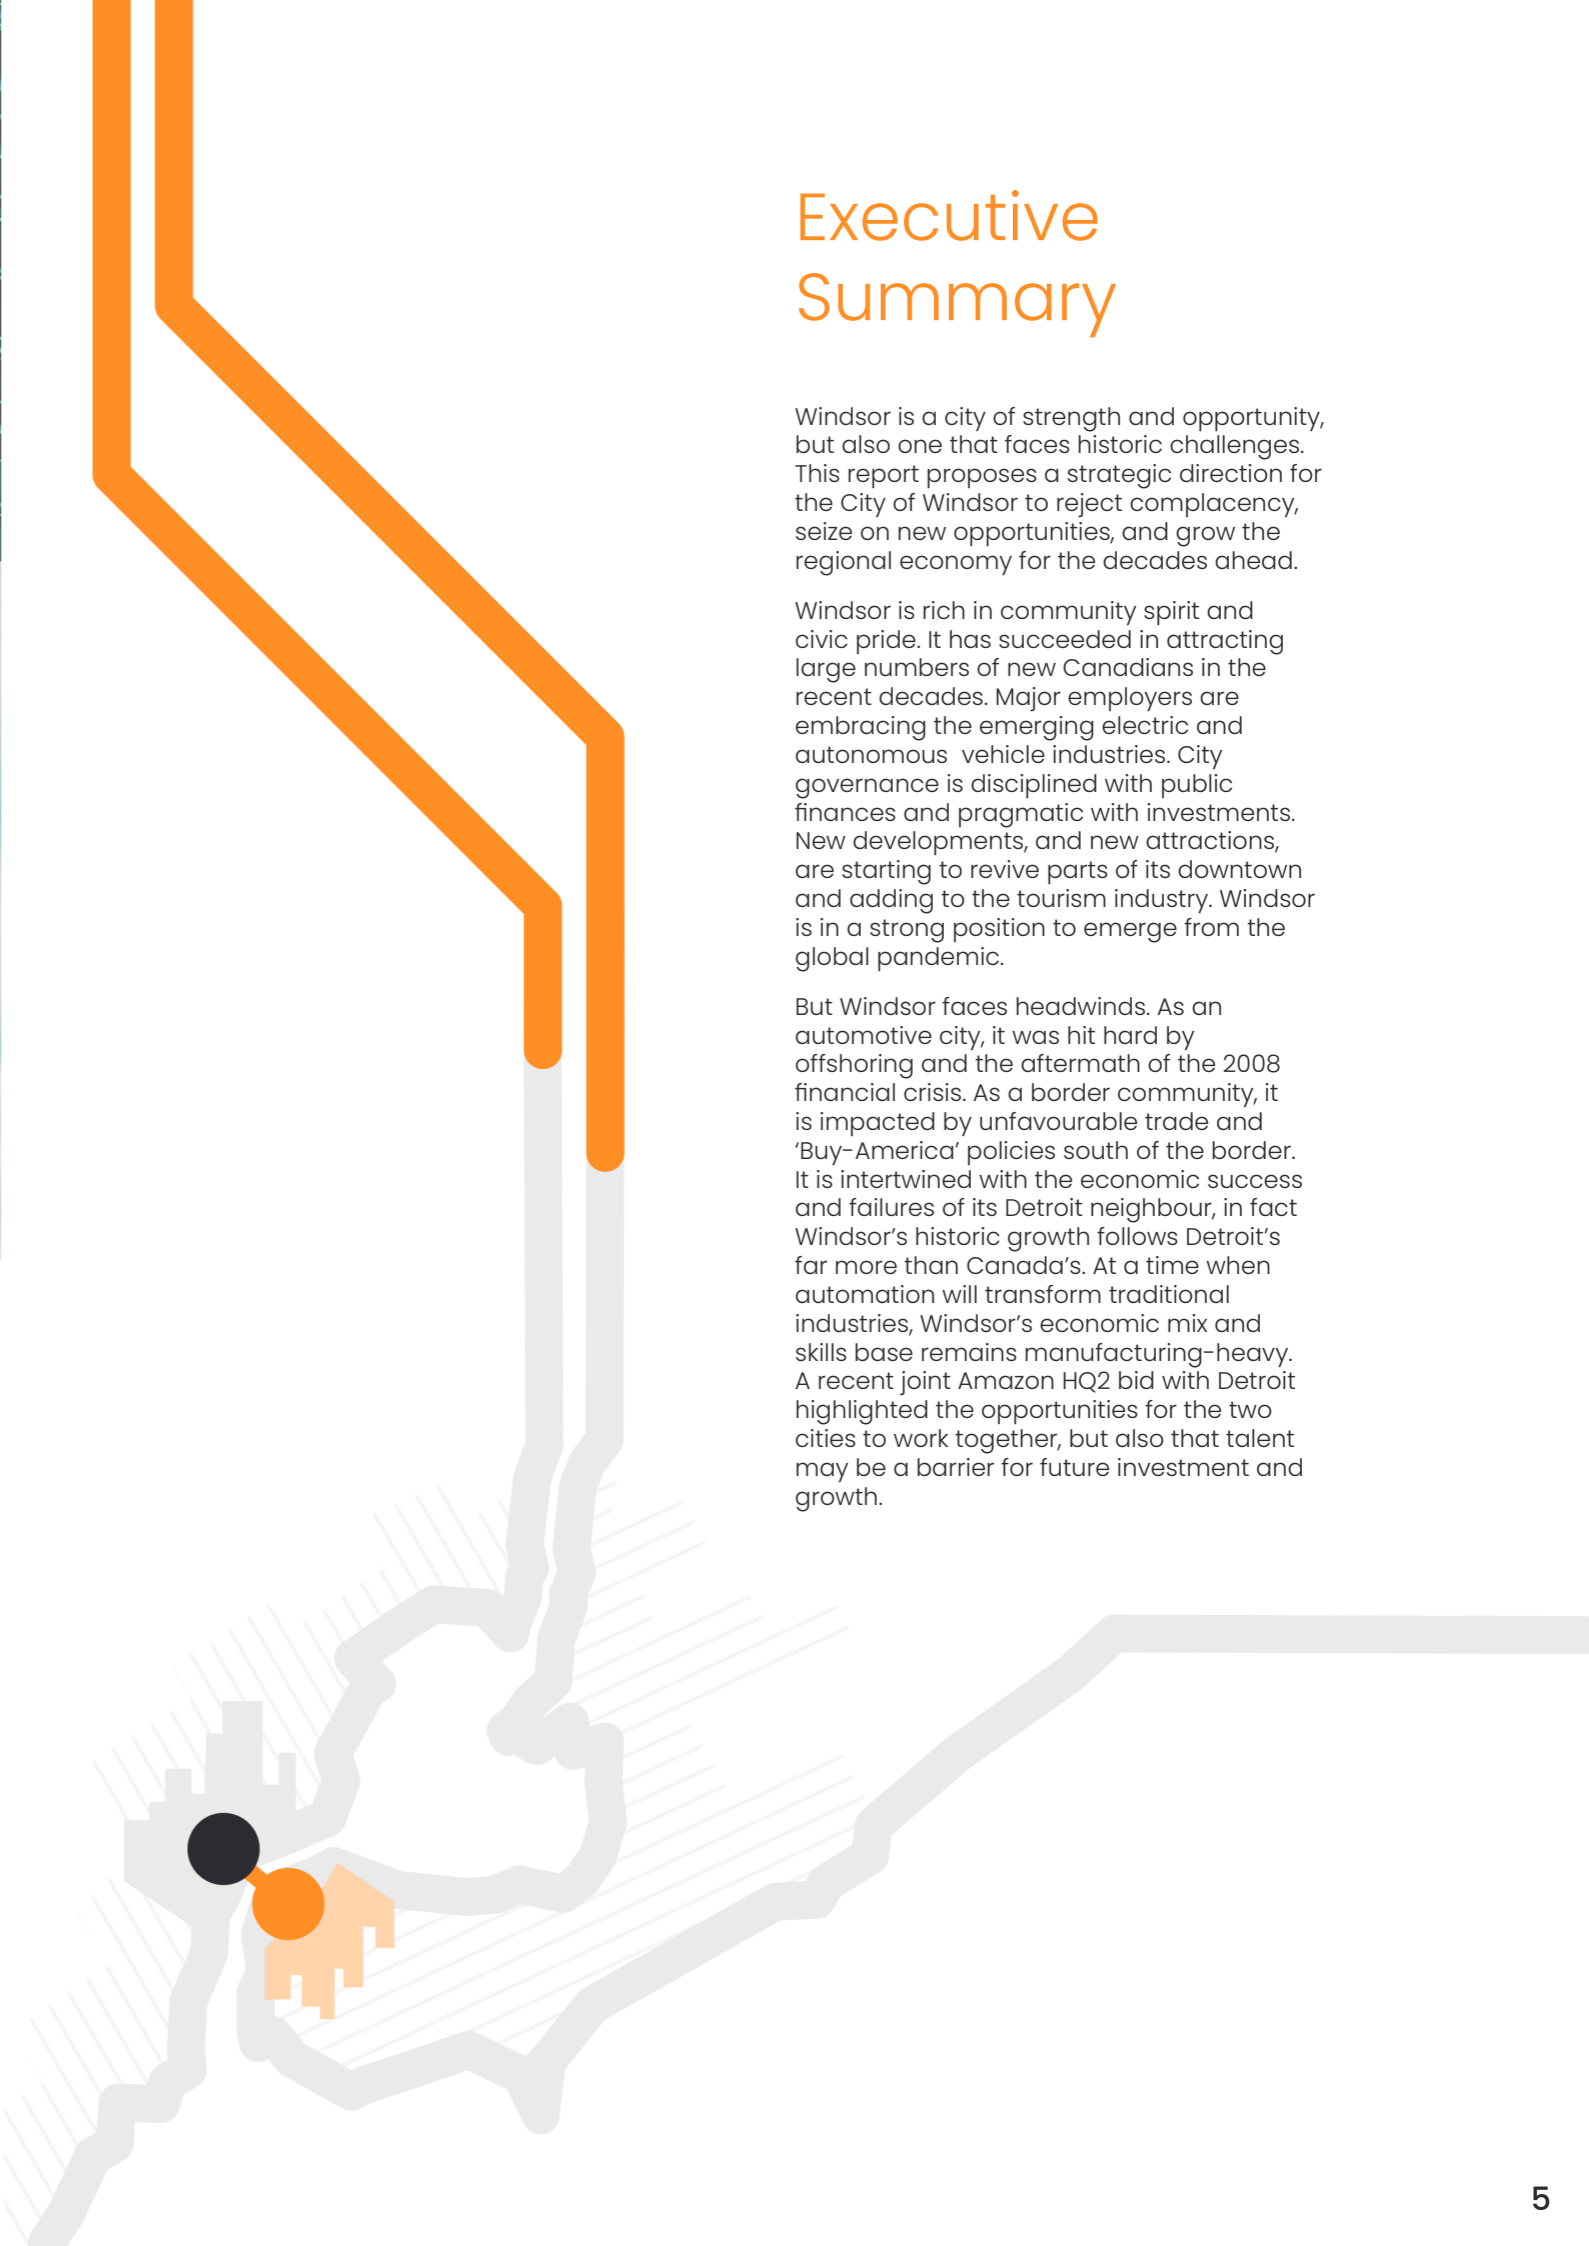 Executive
Summary
Windsor is a city of strength and opportunity,
but also one that faces historic challenges.
This report proposes a strategic direction for
the City of Windsor to reject complacency,
seize on new opportunities, and grow the
regional economy for the decades ahead.
Windsor is rich in community spirit and
civic pride. It has succeeded in attracting
large numbers of new Canadians in the
recent decades. Major employers are
embracing the emerging electric and
autonomous  vehicle industries. City
governance is disciplined with public
finances and pragmatic with investments.
New developments, and new attractions,
are starting to revive parts of its downtown
and adding to the tourism industry. Windsor
is in a strong position to emerge from the
global pandemic.
But Windsor faces headwinds. As an
automotive city, it was hit hard by
offshoring and the aftermath of the 2008
financial crisis. As a border community, it
is impacted by unfavourable trade and
‘Buy-America’ policies south of the border.
It is intertwined with the economic success
and failures of its Detroit neighbour, in fact
Windsor’s historic growth follows Detroit’s
far more than Canada’s. At a time when
automation will transform traditional
industries, Windsor’s economic mix and
skills base remains manufacturing-heavy.
A recent joint Amazon HQ2 bid with Detroit
highlighted the opportunities for the two
cities to work together, but also that talent
may be a barrier for future investment and
growth.
5